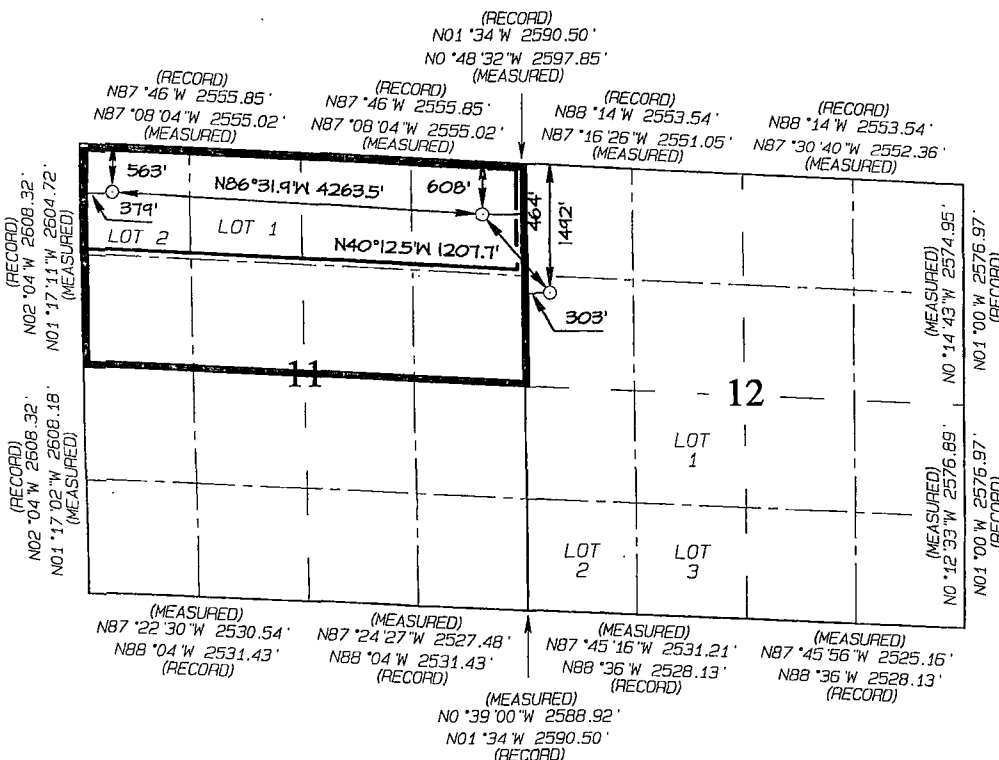 (RECORD)
N01°34'W 2590.50'
N0°48'32"W 2597.85'
(MEASURED)
(RECORD)
N87°46'W 2555.85'
N87°08'04"W 2555.02'
(MEASURED)
(RECORD)
N87°46'W 2555.85'
N87°08'04"W 2555.02'
(MEASURED)
(RECORD)
N88°14'W 2553.54'
N87°16'26"W 2551.05'
(MEASURED)
(RECORD)
N88°14'W 2553.54'
N87°30'40"W 2552.36'
(MEASURED)
(RECORD)
N02°04'W 2608.32'
N01°17'11"W 2604.72'
(MEASURED)
563'
N86°31.9'W 4263.5'
608'
464'
1442'
379'
LOT 2
LOT 1
N40°12.5'W 1207.7'
303'
(MEASURED)
N0°14'43"W 2574.95'
N01°00'W 2576.97'
(RECORD)
11
12
(RECORD)
N02°04'W 2608.32'
N01°17'02"W 2608.18'
(MEASURED)
LOT
1
LOT
2
LOT
3
(MEASURED)
N0°12'33"W 2576.89'
N01°00'W 2576.97'
(RECORD)
(MEASURED)
N87°22'30"W 2530.54'
N88°04'W 2531.43'
(RECORD)
(MEASURED)
N87°24'27"W 2527.48'
N88°04'W 2531.43'
(RECORD)
(MEASURED)
N87°45'16"W 2531.21'
N88°36'W 2528.13'
(RECORD)
(MEASURED)
N87°45'56"W 2525.16'
N88°36'W 2528.13'
(RECORD)
(MEASURED)
N0°39'00"W 2588.92'
N01°34'W 2590.50'
(RECORD)